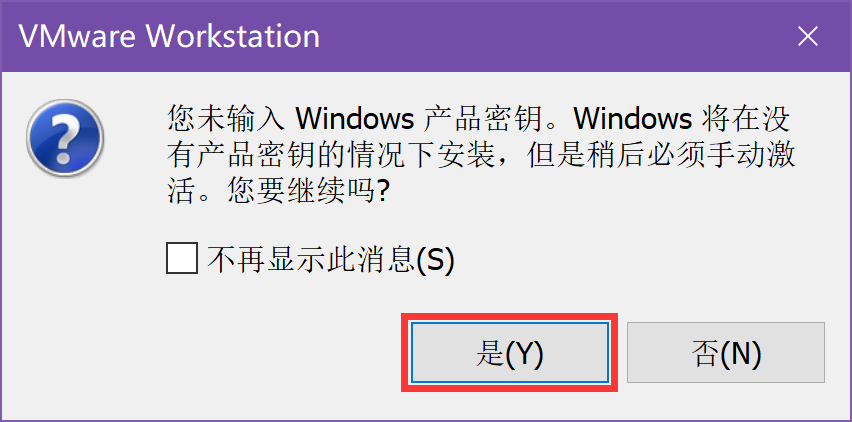 VMware Workstation
您未输入 Windows 产品密钥。Windows 将在没
有产品密钥的情况下安装，但是稍后必须手动激
活。您要继续吗?
不再显示此消息(S)
是(Y)
否(N)